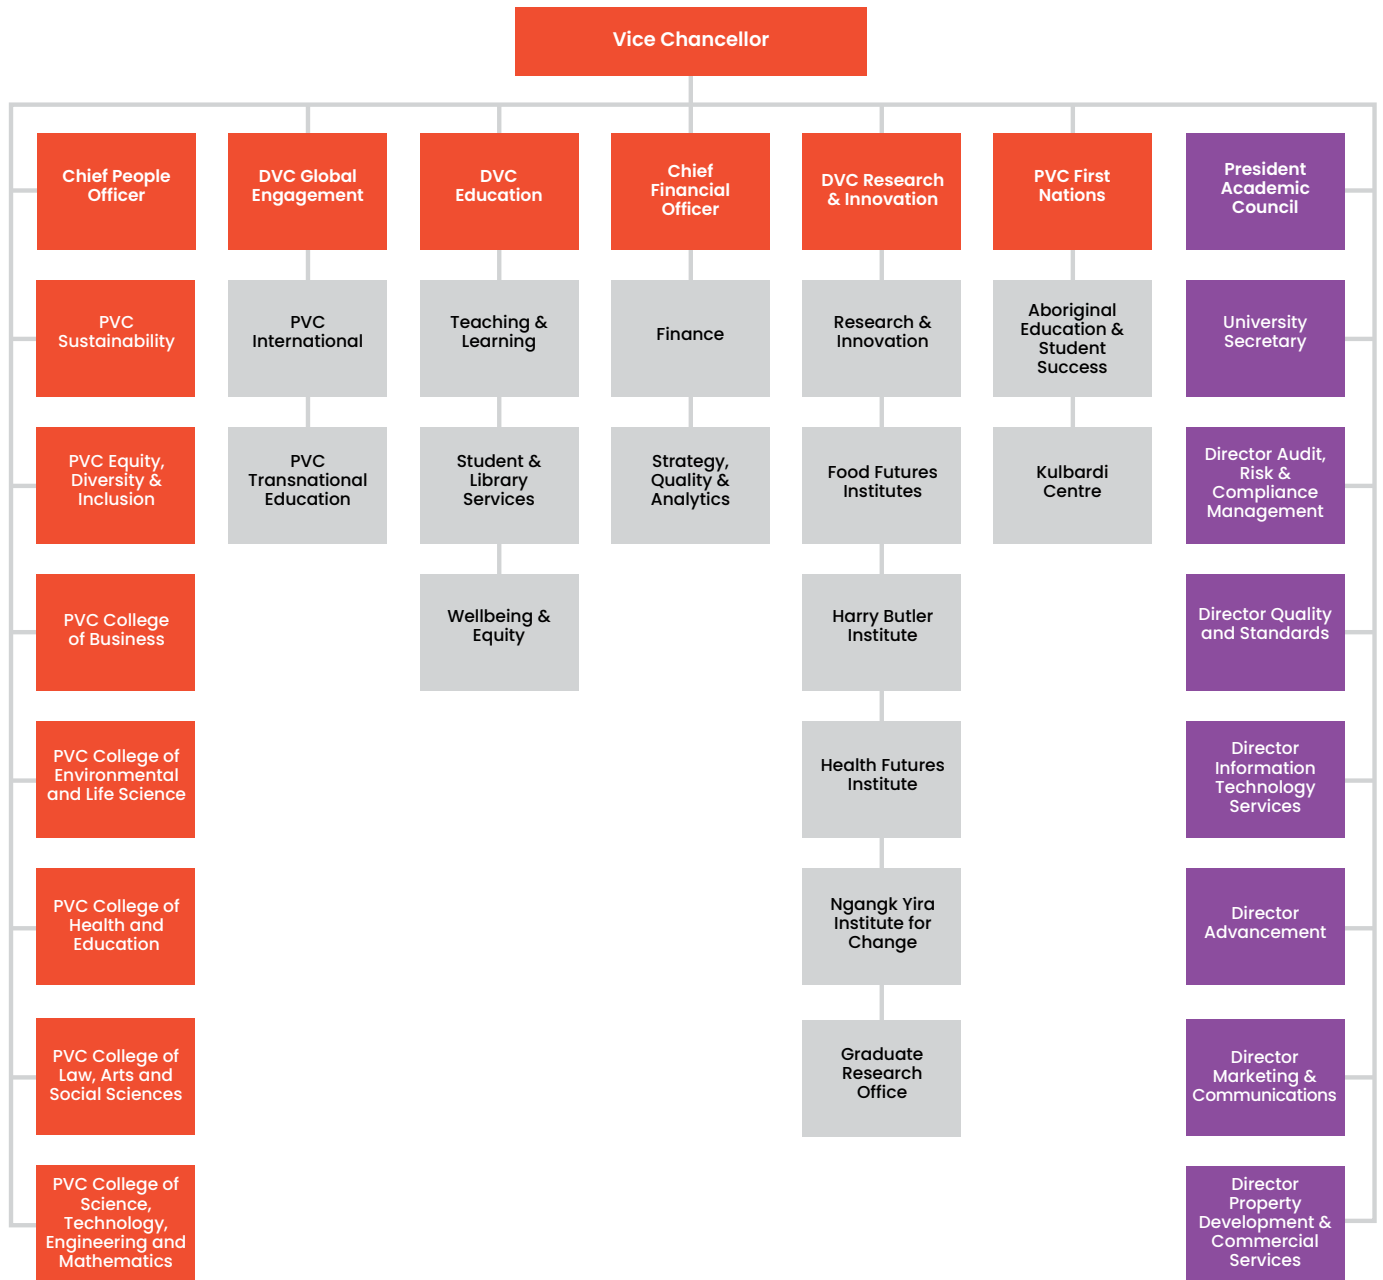 Vice Chancellor
Chief People
Officer
DVC Global
Engagement
DVC
Education
Chief
Financial
Officer
DVC Research
& Innovation
PVC First
Nations
President
Academic
Council
PVC
Sustainability
PVC
International
Teaching &
Learning
Finance
Research &
Innovation
Aboriginal
Education &
Student
Success
University
Secretary
PVC Equity,
Diversity &
Inclusion
PVC
Transnational
Education
Student &
Library
Services
Strategy,
Quality &
Analytics
Food Futures
Institutes
Kulbardi
Centre
Director Audit,
Risk &
Compliance
Management
PVC College
of Business
Wellbeing &
Equity
Harry Butler
Institute
Director Quality
and Standards
PVC College of
Environmental
and Life Science
Health Futures
Institute
Director
Information
Technology
Services
PVC College of
Health and
Education
Ngangk Yira
Institute for
Change
Director
Advancement
PVC College of
Law, Arts and
Social Sciences
Graduate
Research
Office
Director
Marketing &
Communications
PVC College of
Science,
Technology,
Engineering and
Mathematics
Director
Property
Development &
Commercial
Services